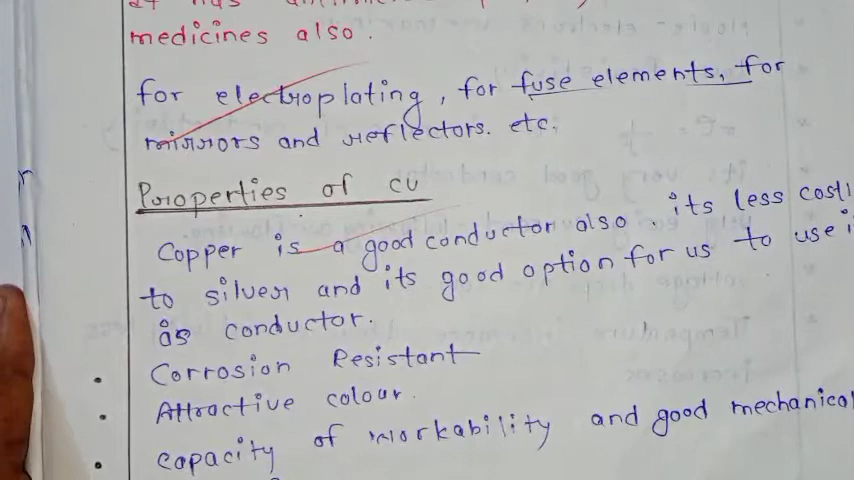 medicines also.
for electroplating, for fuse elements, for
mirrors and reflectors. etc.
Properties of cu
Copper is a good conductor also. its less costl
to silver and its good option for us to use i
as conductor.
• Corrosion Resistant
• Attractive colour.
• capacity of workability and good mechanical